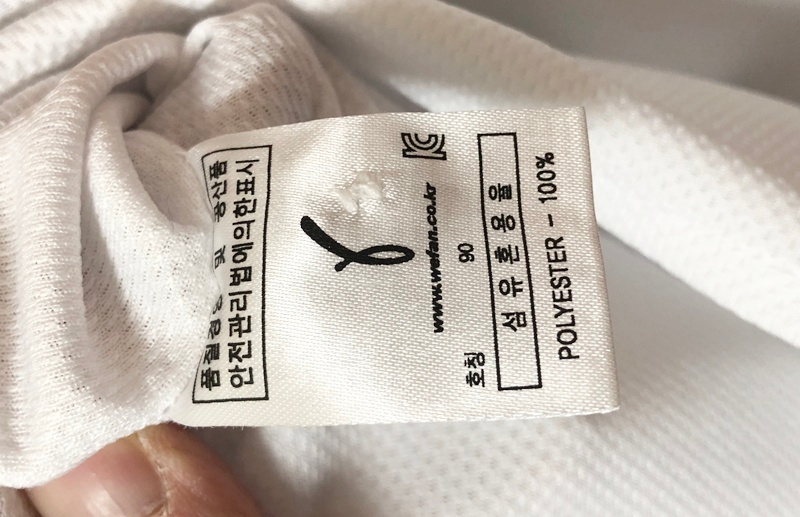 품질경영 및 공산품
안전관리법에의한표시
www.wefan.co.kr
호칭 90
섬유혼용율
POLYESTER - 100%